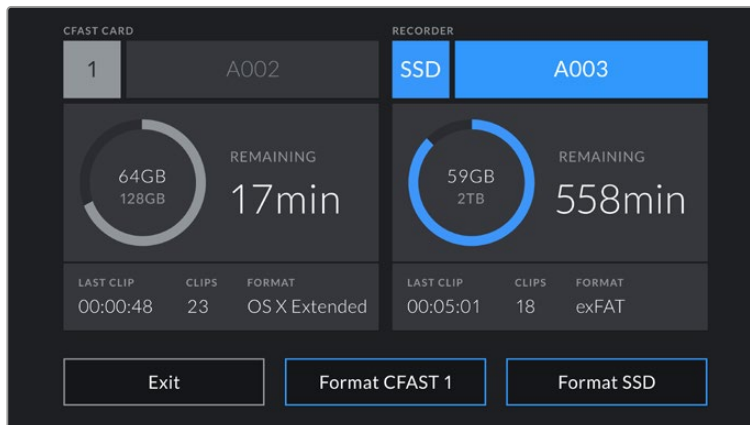 CFAST CARD
1 A002
64GB
128GB
REMAINING
17min
LAST CLIP CLIPS FORMAT
00:00:48 23 OS X Extended
RECORDER
SSD A003
59GB
2TB
REMAINING
558min
LAST CLIP CLIPS FORMAT
00:05:01 18 exFAT
Exit Format CFAST 1 Format SSD